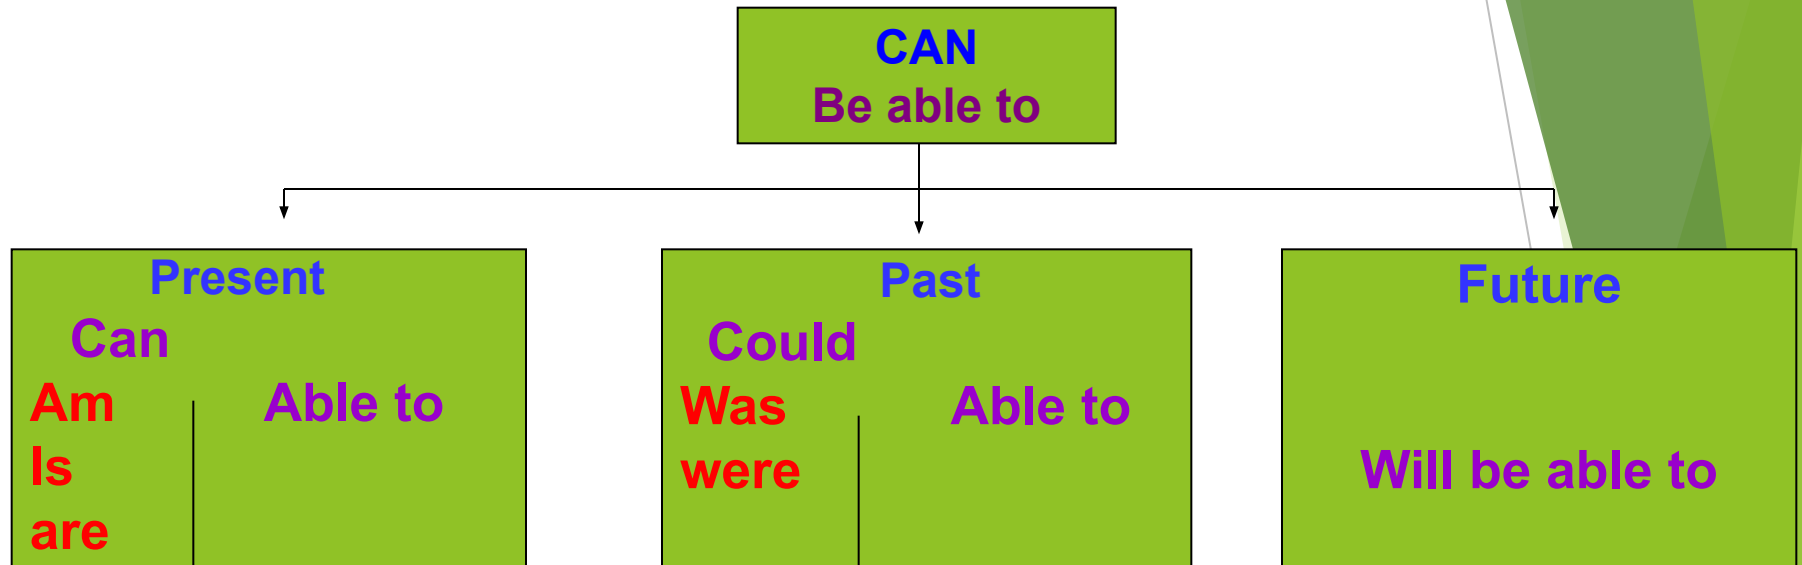 CAN
Be able to
Present
Can
Am Able to
Is
are
Past
Could
Was Able to
were
Future
Will be able to